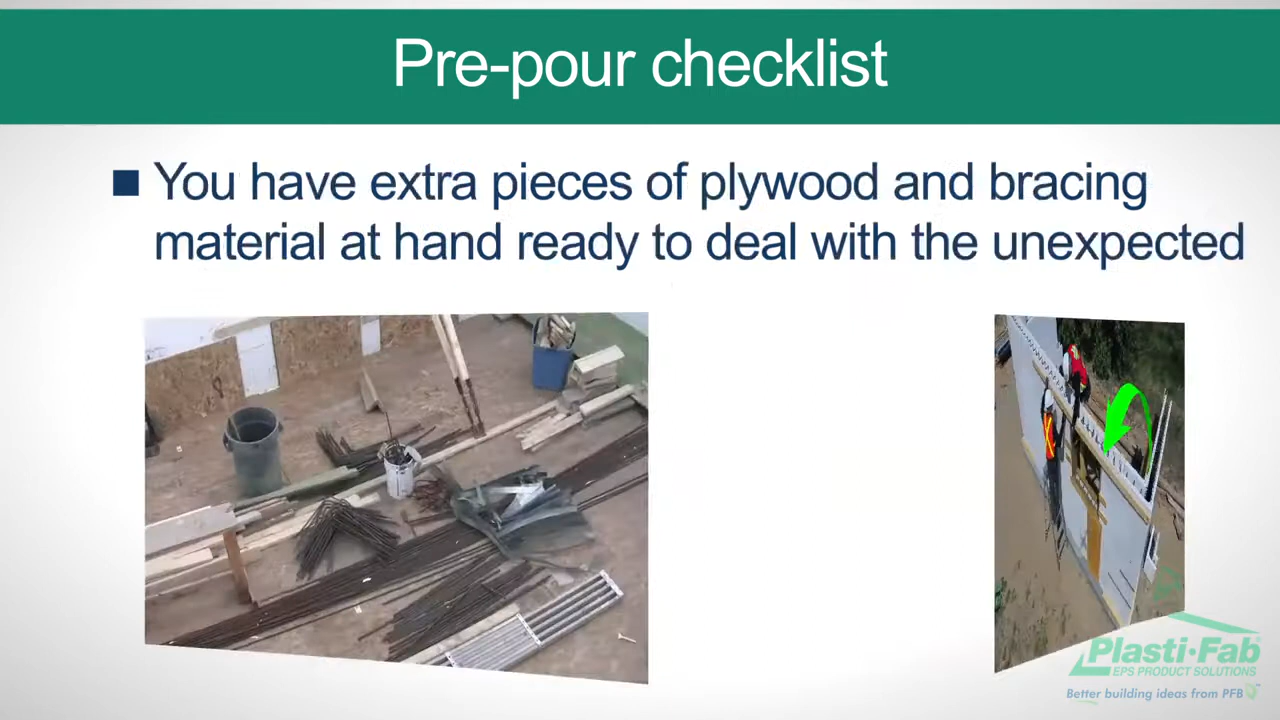 Pre-pour checklist
You have extra pieces of plywood and bracing
material at hand ready to deal with the unexpected
Plasti·Fab
EPS PRODUCT SOLUTIONS
Better building ideas from PFB™